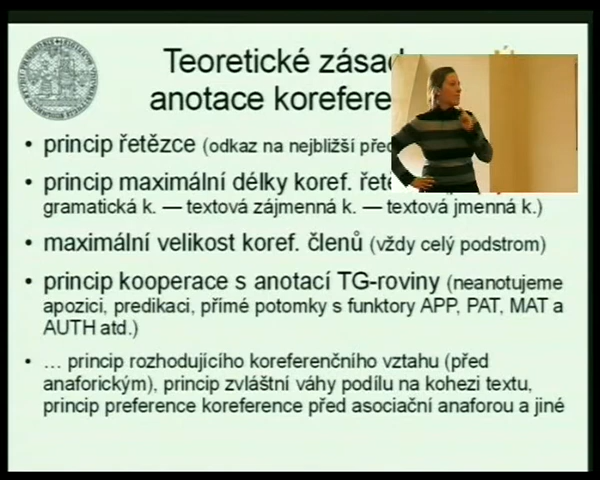 Teoretické zásad
anotace korefere
• princip řetězce (odkaz na nejbližší před
• princip maximální délky koref. řetě
gramatická k. — textová zájmenná k. — textová jmenná k.)
• maximální velikost koref. členů (vždy celý podstrom)
• princip kooperace s anotací TG-roviny (neanotujeme
apozici, predikaci, přímé potomky s funktory APP, PAT, MAT a
AUTH atd.)
• … princip rozhodujícího koreferenčního vztahu (před
anaforickým), princip zvláštní váhy podílu na kohezi textu,
princip preference koreference před asociační anaforou a jiné